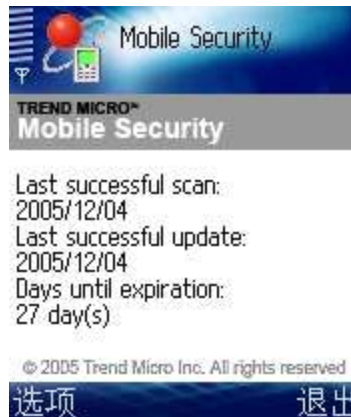 Mobile Security
TREND MICRO™
Mobile Security
Last successful scan:
2005/12/04
Last successful update:
2005/12/04
Days until expiration:
27 day(s)
© 2005 Trend Micro Inc. All rights reserved
选项 退出